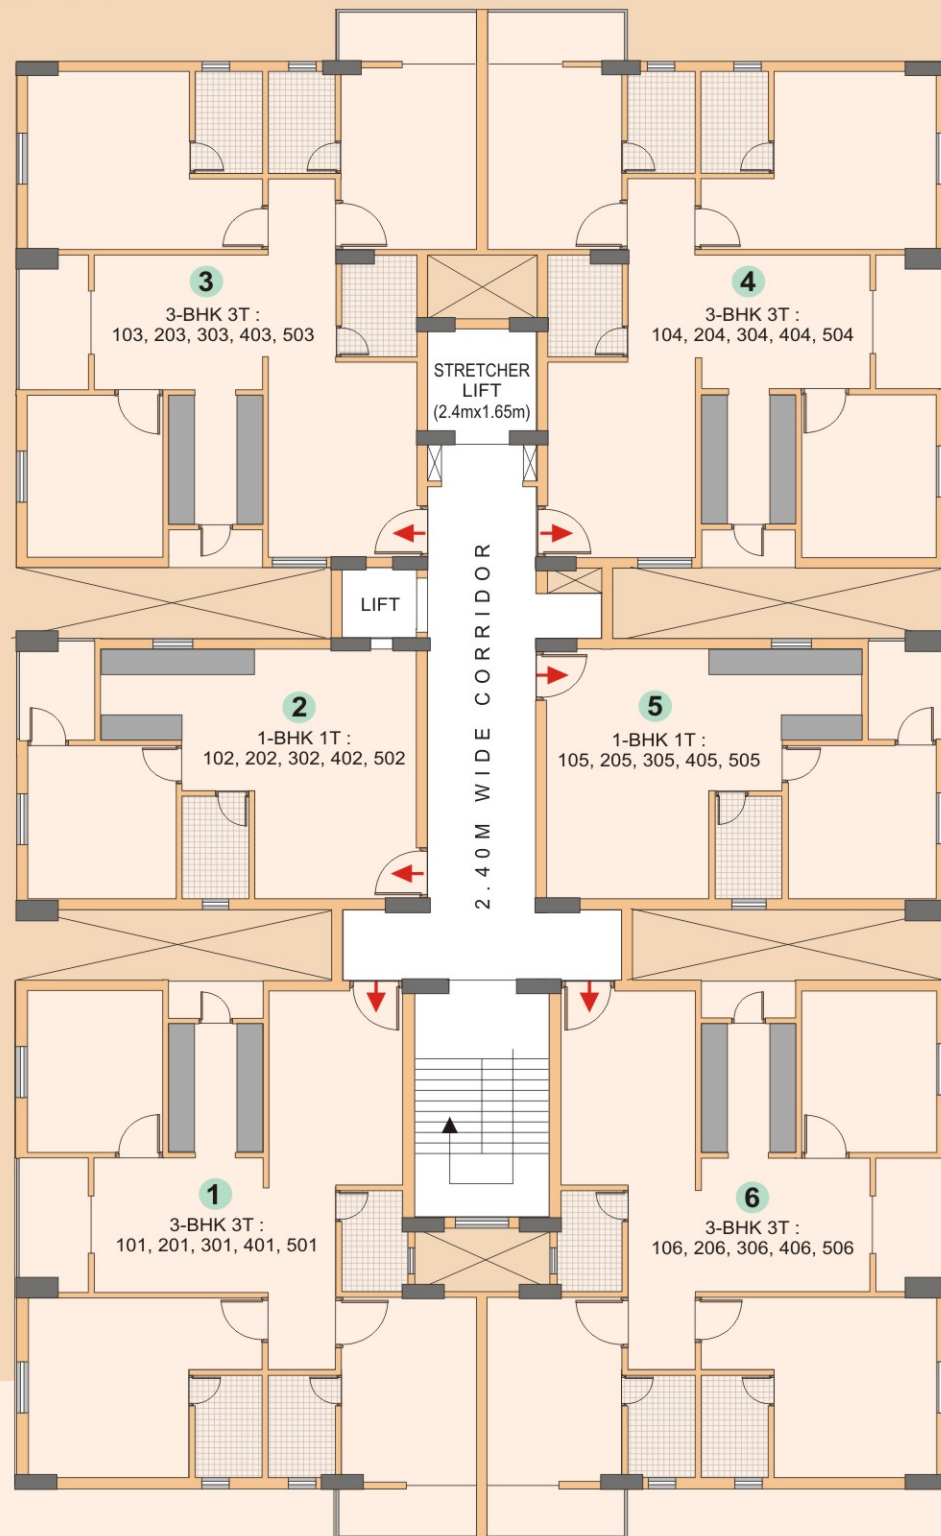 3
3-BHK 3T :
103, 203, 303, 403, 503
4
3-BHK 3T :
104, 204, 304, 404, 504
STRETCHER
LIFT
(2.4mx1.65m)
LIFT
2.40M WIDE CORRIDOR
2
1-BHK 1T :
102, 202, 302, 402, 502
5
1-BHK 1T :
105, 205, 305, 405, 505
1
3-BHK 3T :
101, 201, 301, 401, 501
6
3-BHK 3T :
106, 206, 306, 406, 506